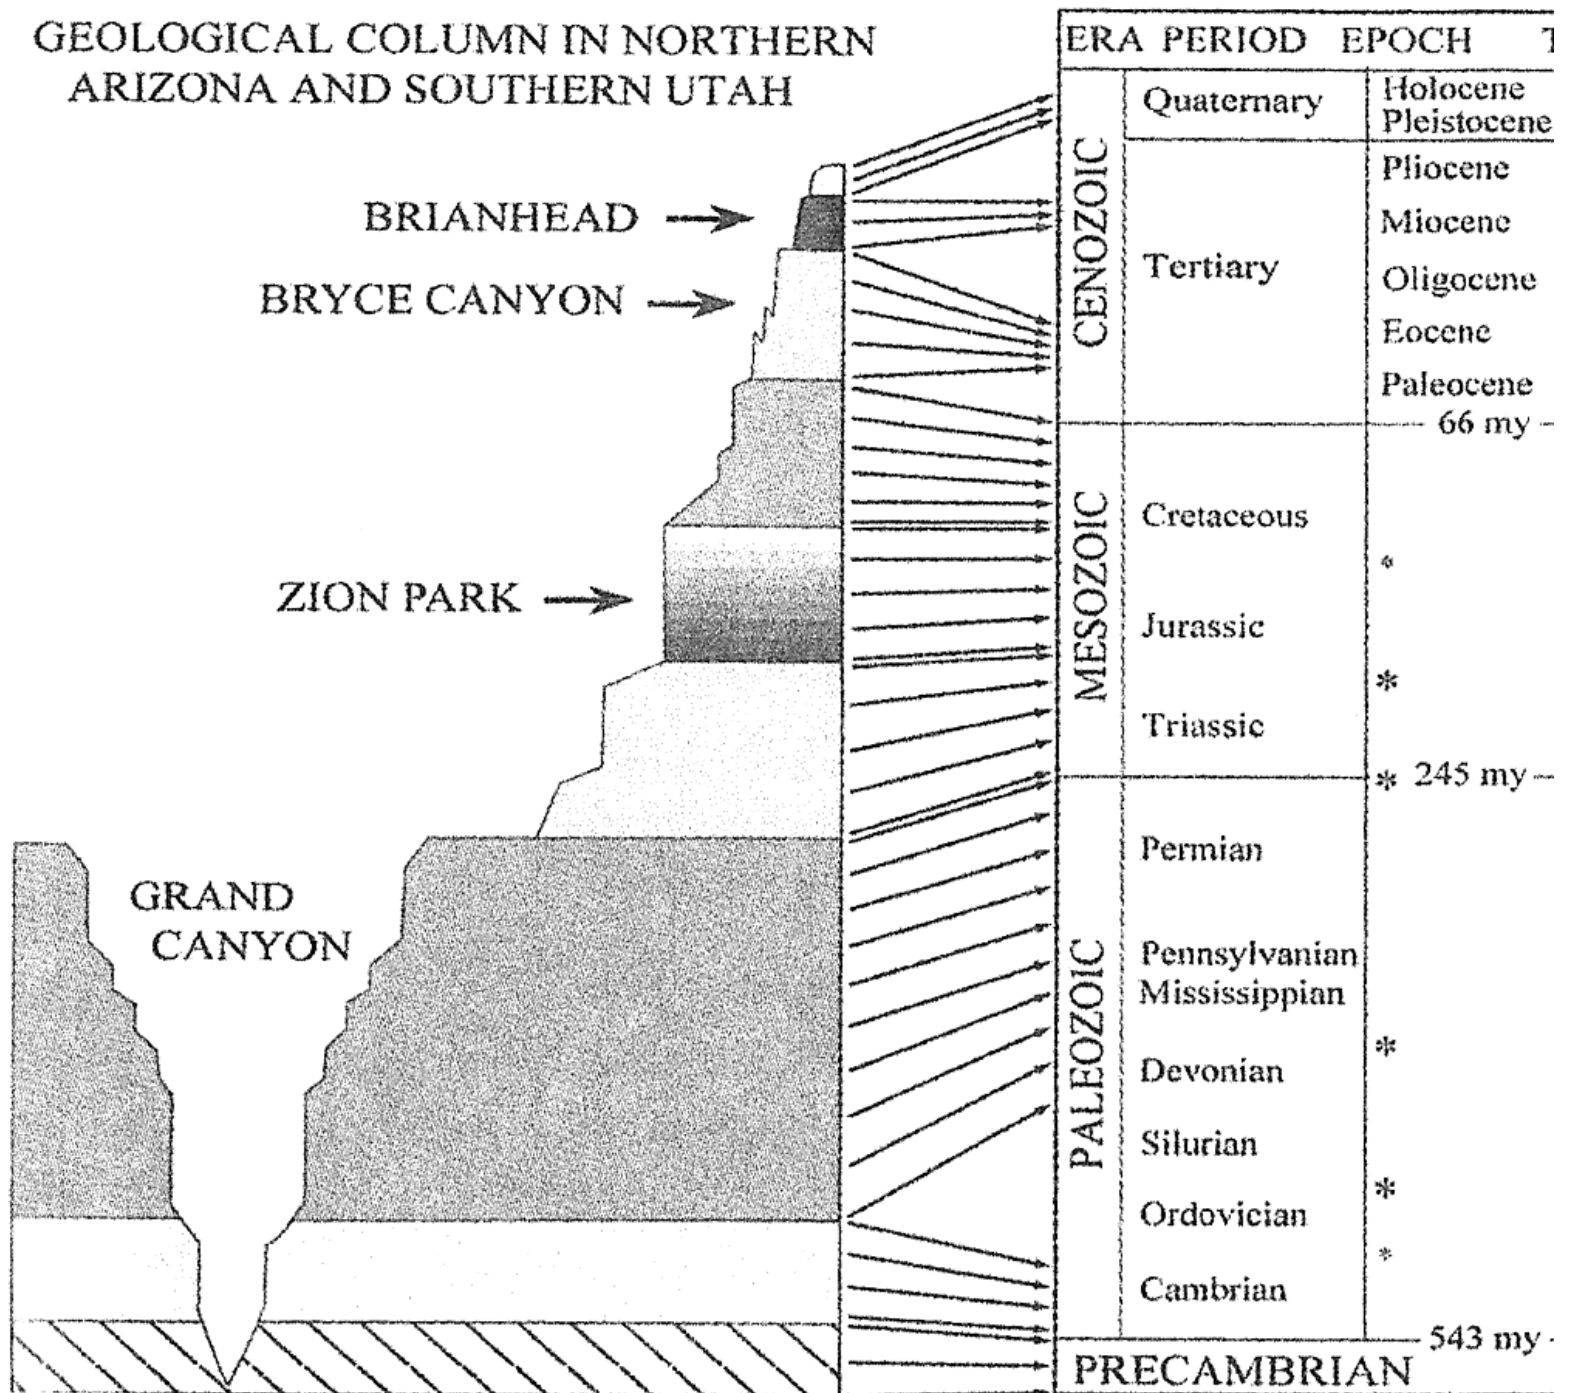 GEOLOGICAL COLUMN IN NORTHERN
ARIZONA AND SOUTHERN UTAH
BRIANHEAD
BRYCE CANYON
ZION PARK
GRAND
CANYON
ERA PERIOD EPOCH T
CENOZOIC
Quaternary
Holocene
Pleistocene
Tertiary
Pliocene
Miocene
Oligocene
Eocene
Paleocene
66 my
MESOZOIC
Cretaceous
*
Jurassic
*
Triassic
* 245 my
PALEOZOIC
Permian
Pennsylvanian
Mississippian
*
Devonian
Silurian
*
Ordovician
*
Cambrian
543 my
PRECAMBRIAN